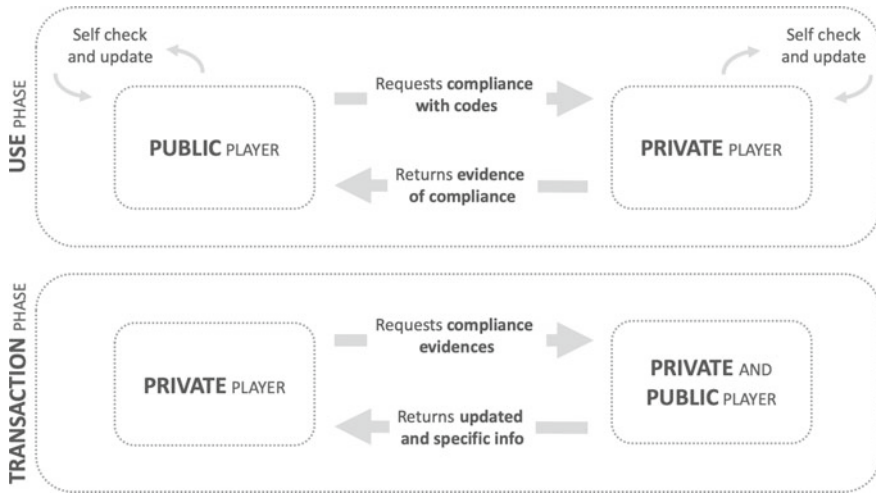 USE PHASE
Self check
and update
Self check
and update
Requests compliance
with codes
PUBLIC PLAYER
PRIVATE PLAYER
Returns evidence
of compliance
TRANSACTION PHASE
Requests compliance
evidences
PRIVATE PLAYER
PRIVATE AND
PUBLIC PLAYER
Returns updated
and specific info